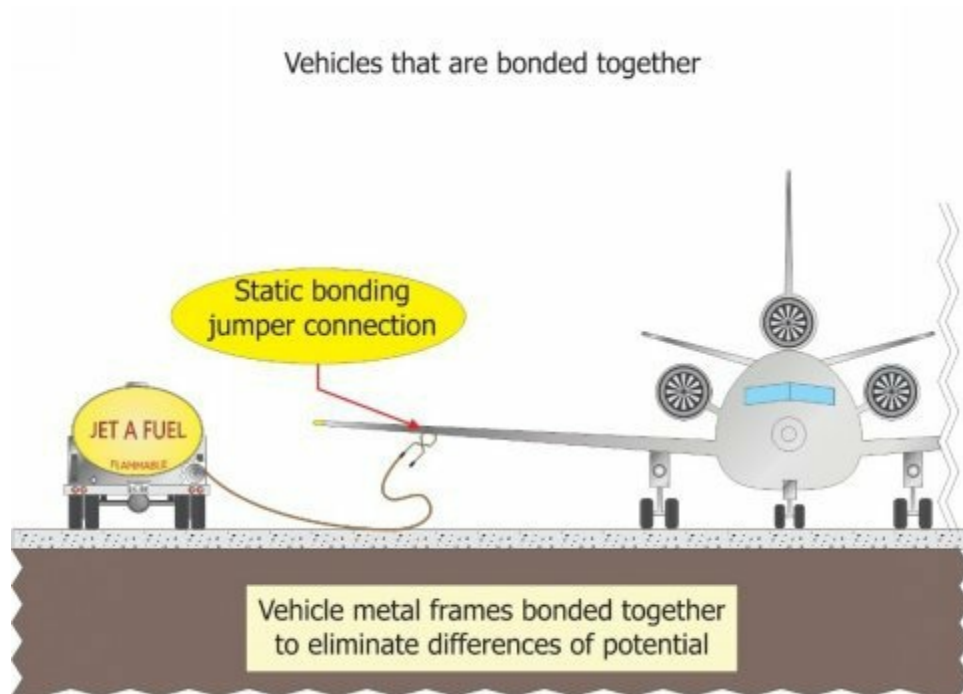 Vehicles that are bonded together
Static bonding
jumper connection
JET A FUEL
FLAMMABLE
Vehicle metal frames bonded together
to eliminate differences of potential